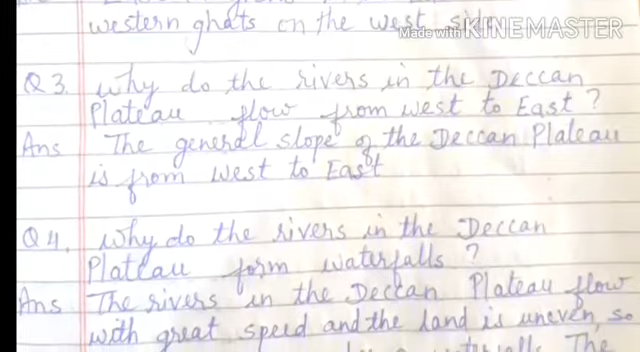 western ghats on the west side
Made with KINEMASTER
Q3. why do the rivers in the Deccan
Plateau flow from west to East?
Ans The general slope of the Deccan Plateau
is from west to East
Q4. why do the rivers in the Deccan
Plateau form waterfalls?
Ans The rivers in the Deccan Plateau flow
with great speed and the land is uneven, so
The